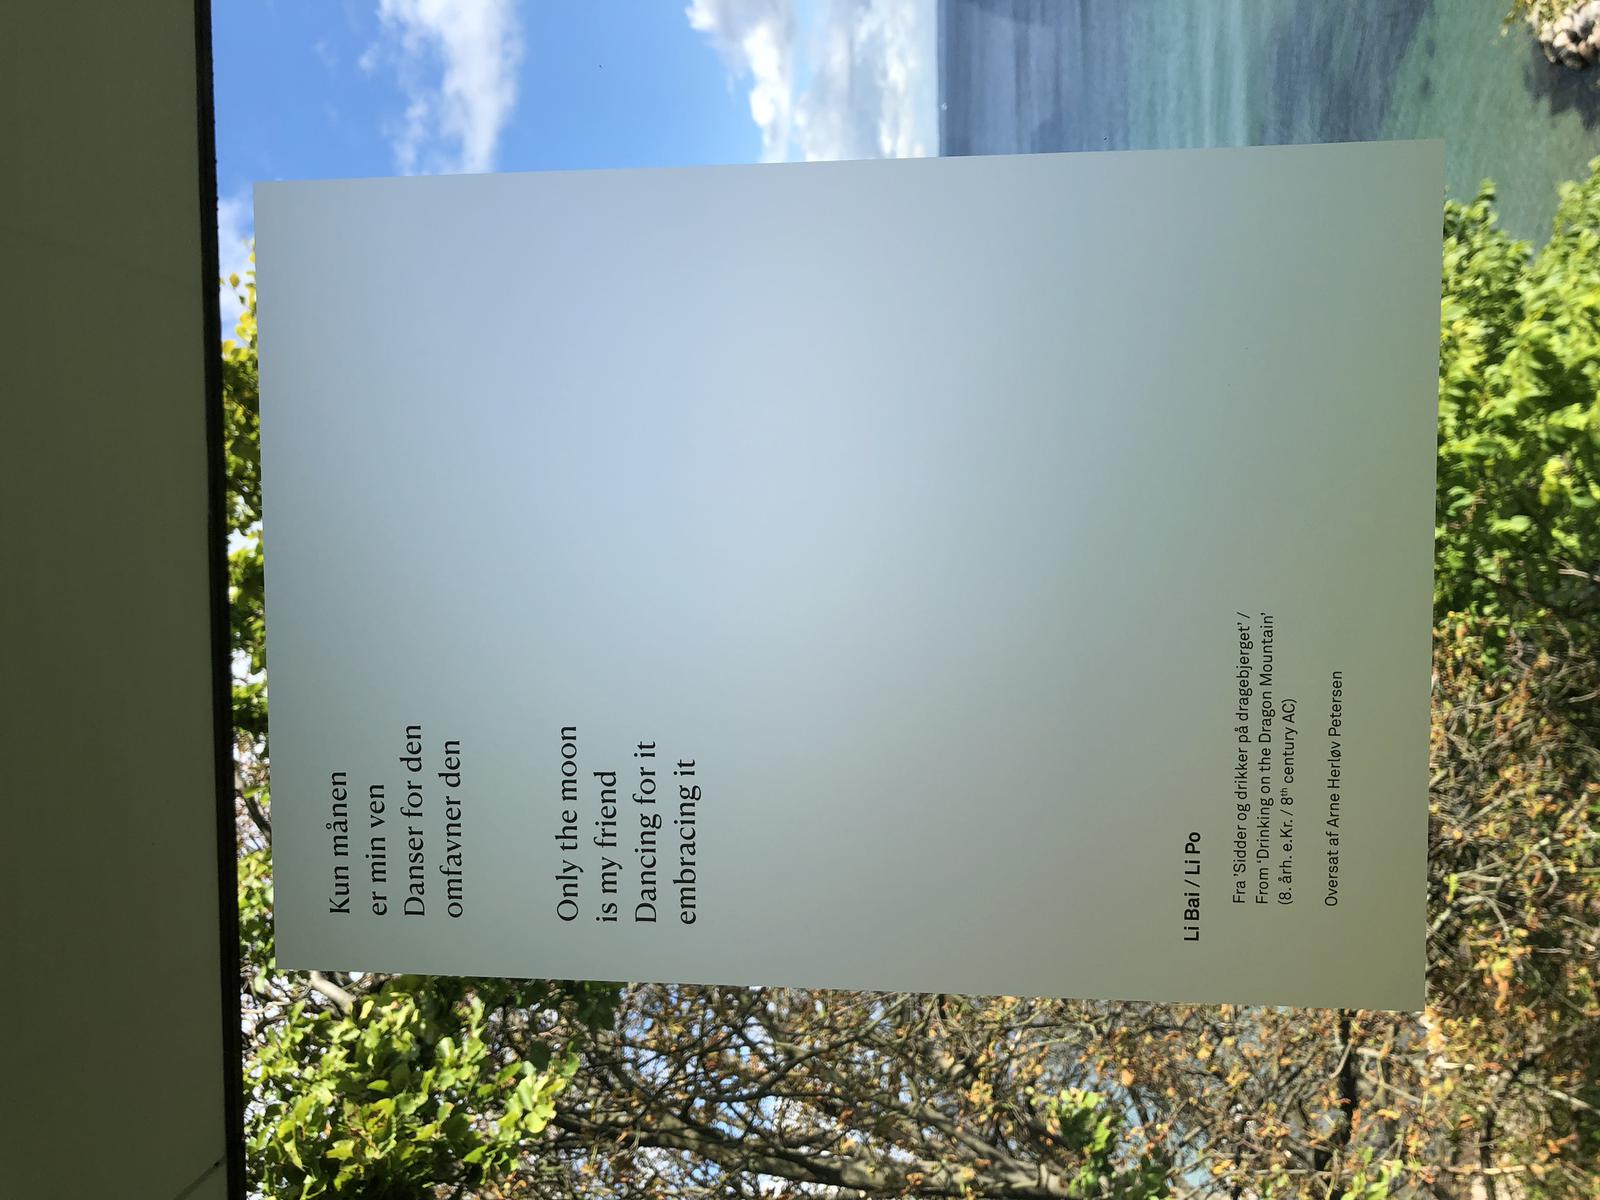 Kun månen
er min ven
Danser for den
omfavner den
Only the moon
is my friend
Dancing for it
embracing it
Li Bai / Li Po
Fra ’Sidder og drikker på dragebjerget’ /
From ‘Drinking on the Dragon Mountain’
(8. årh. e.Kr. / 8th century AC)
Oversat af Arne Herløv Petersen